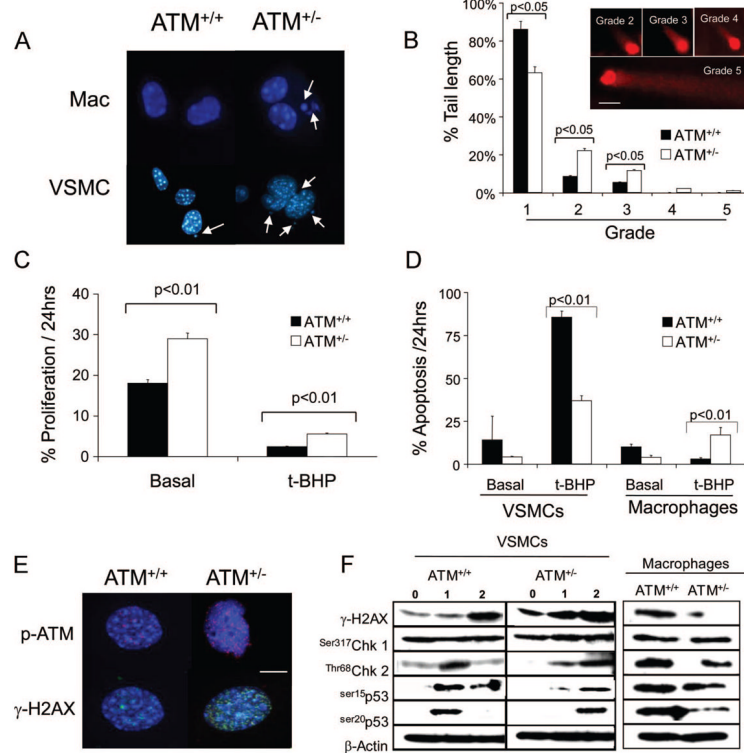 A
ATM+/+
ATM+/-
Mac
VSMC
B
p<0.05
100%
80%
60%
40%
20%
0%
% Tail length
p<0.05
p<0.05
ATM+/+
ATM+/-
Grade 2
Grade 3
Grade 4
Grade 5
1 2 3 4 5
Grade
C
p<0.01
ATM+/+
ATM+/-
p<0.01
40
30
20
10
0
% Proliferation / 24hrs
Basal
t-BHP
D
p<0.01
ATM+/+
ATM+/-
p<0.01
100
75
50
25
0
% Apoptosis /24hrs
Basal t-BHP Basal t-BHP
VSMCs Macrophages
E
ATM+/+
ATM+/-
p-ATM
γ-H2AX
F
VSMCs
ATM+/+ ATM+/-
0 1 2 0 1 2
Macrophages
ATM+/+ ATM+/-
γ-H2AX
Ser317Chk 1
Thr68Chk 2
ser15p53
ser20p53
β-Actin